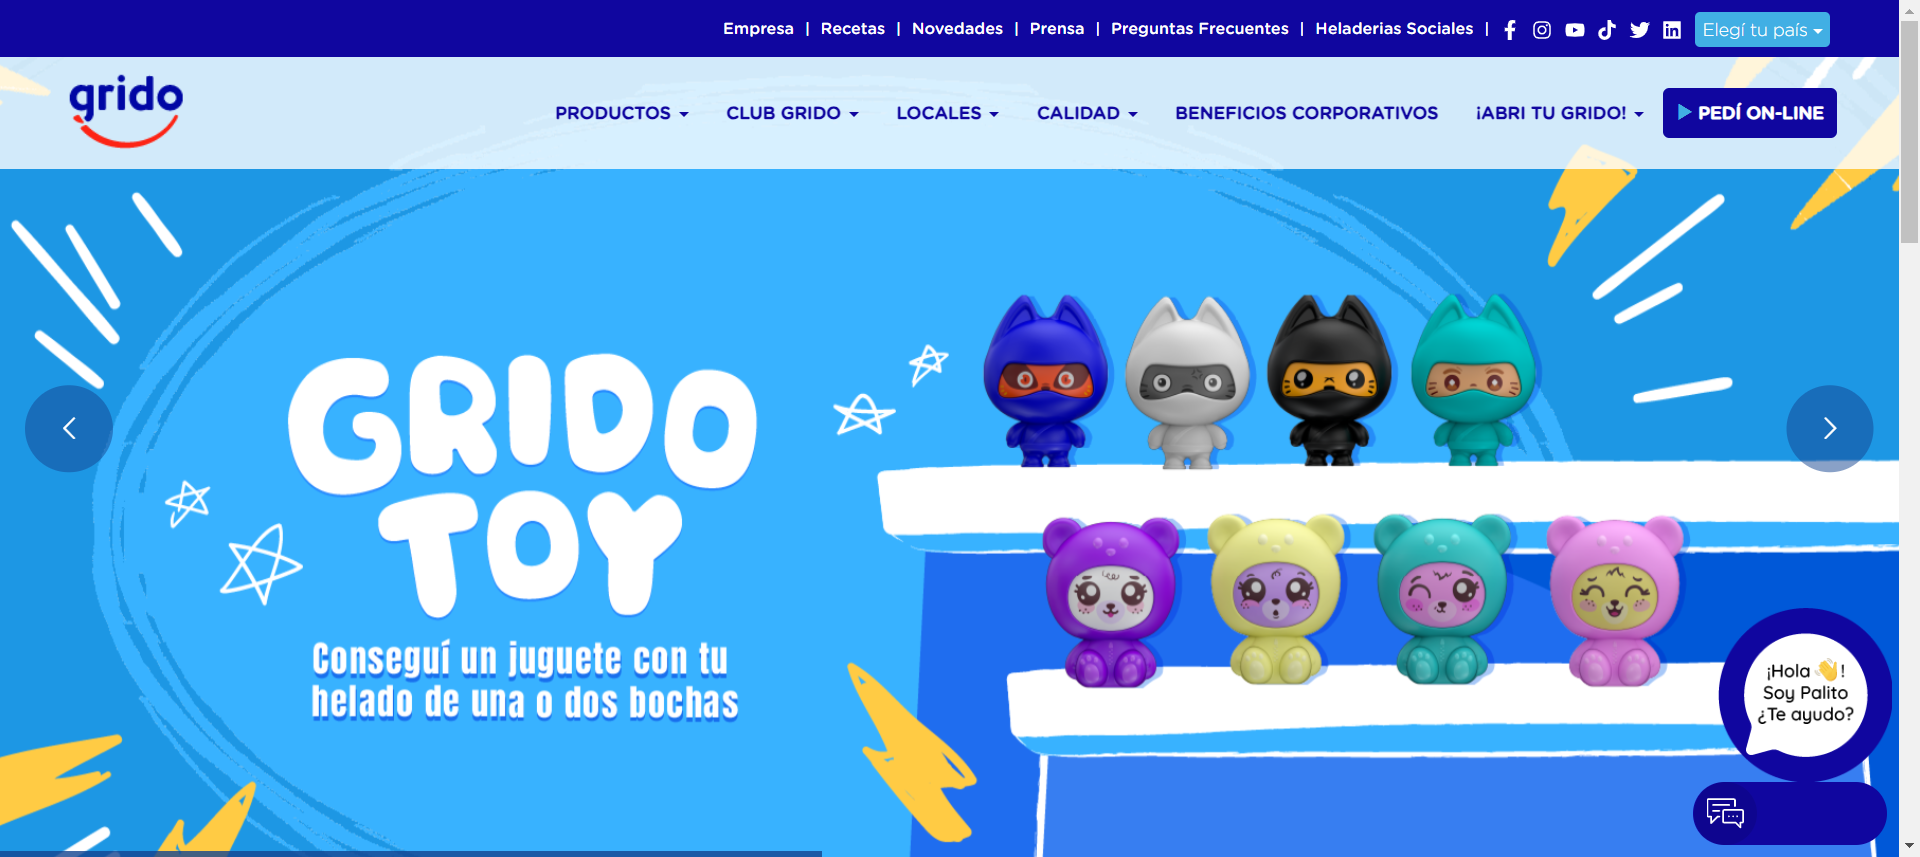 Empresa | Recetas | Novedades | Prensa | Preguntas Frecuentes | Heladerias Sociales | Elegí tu país
grido
PRODUCTOS CLUB GRIDO LOCALES CALIDAD BENEFICIOS CORPORATIVOS ¡ABRI TU GRIDO! PEDÍ ON-LINE
GRIDO
TOY
Conseguí un juguete con tu
helado de una o dos bochas
¡Hola 👋!
Soy Palito
¿Te ayudo?